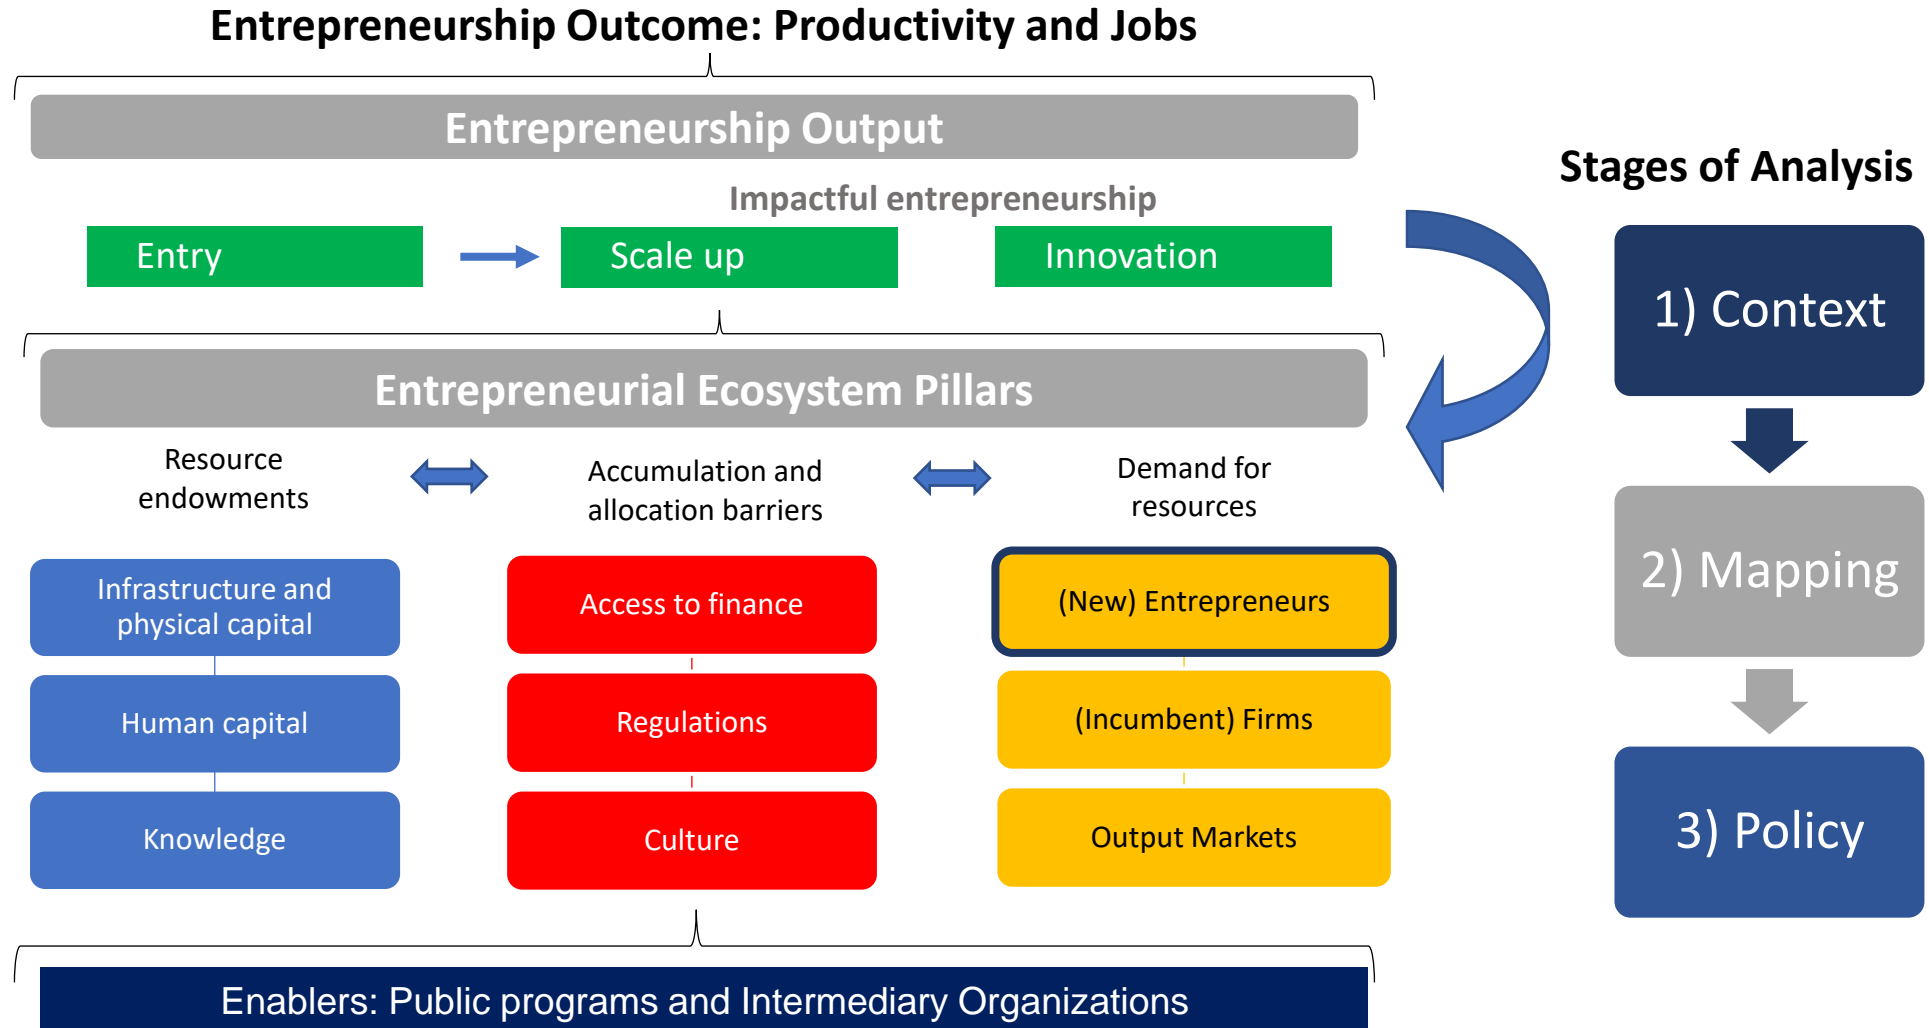 Entrepreneurship Outcome: Productivity and Jobs
Entrepreneurship Output
Impactful entrepreneurship
Entry
Scale up
Innovation
Entrepreneurial Ecosystem Pillars
Resource
endowments
Accumulation and
allocation barriers
Demand for
resources
Infrastructure and
physical capital
Human capital
Knowledge
Access to finance
Regulations
Culture
(New) Entrepreneurs
(Incumbent) Firms
Output Markets
Enablers: Public programs and Intermediary Organizations
Stages of Analysis
1) Context
2) Mapping
3) Policy